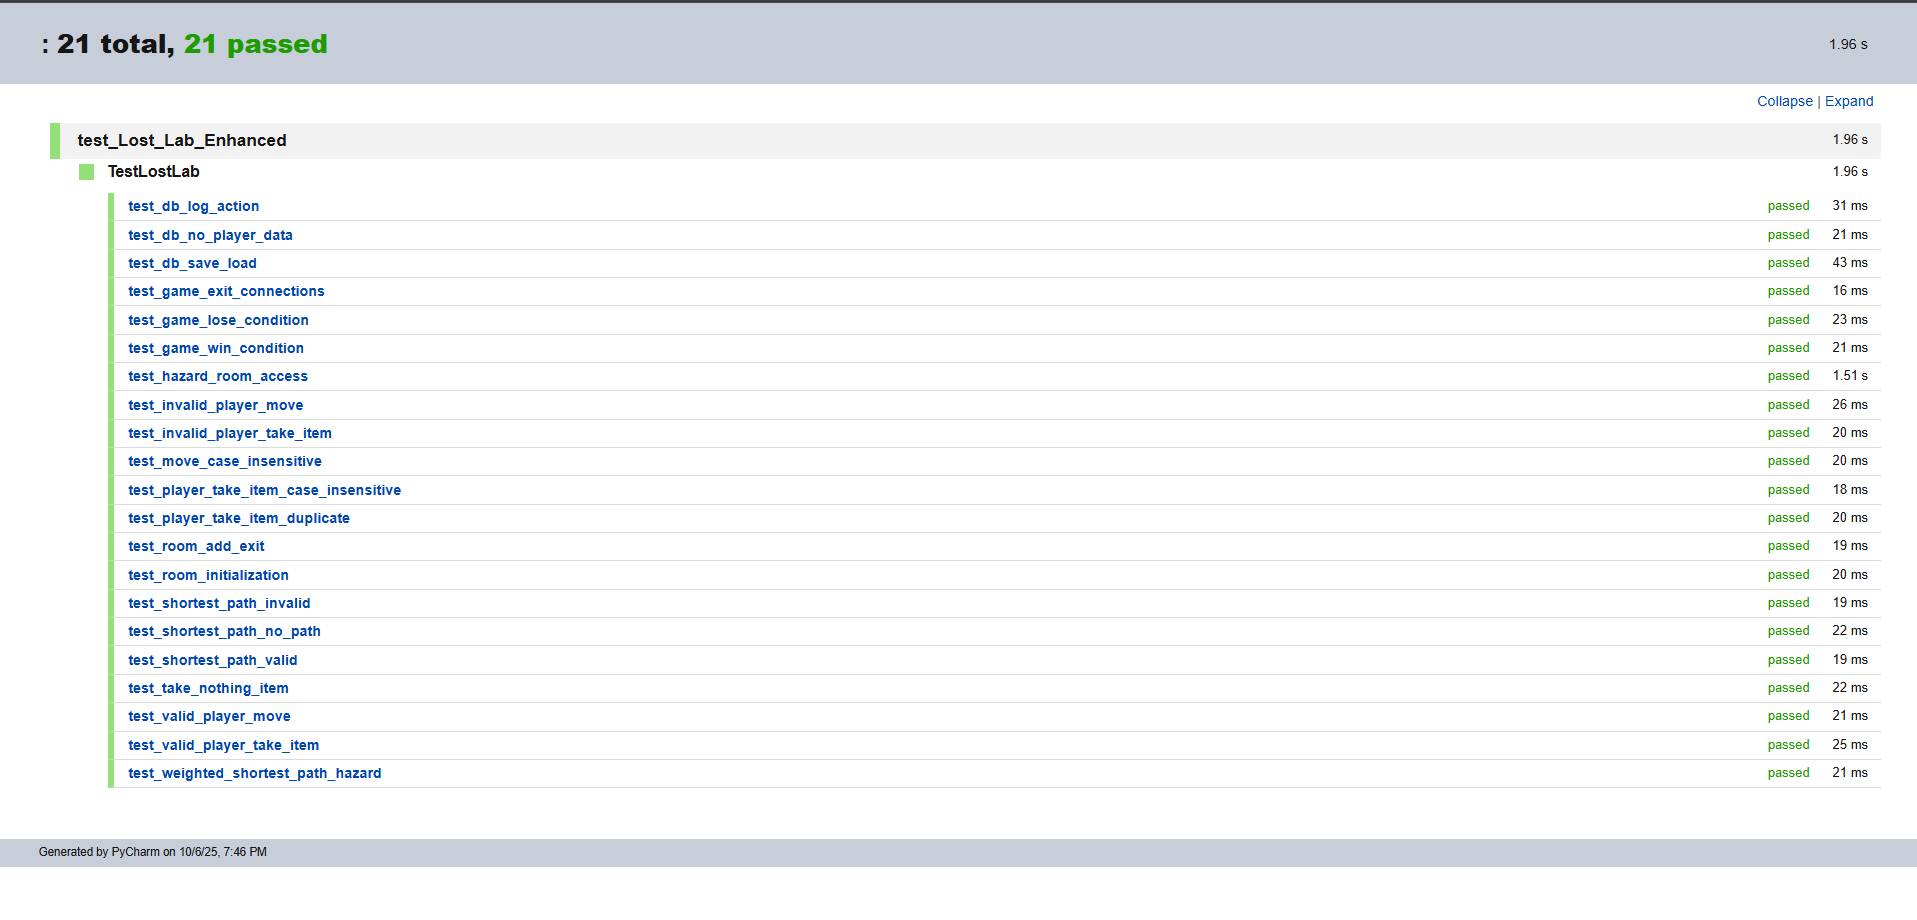 : 21 total, 21 passed 1.96 s
Collapse | Expand
test_Lost_Lab_Enhanced 1.96 s
TestLostLab 1.96 s
test_db_log_action passed 31 ms
test_db_no_player_data passed 21 ms
test_db_save_load passed 43 ms
test_game_exit_connections passed 16 ms
test_game_lose_condition passed 23 ms
test_game_win_condition passed 21 ms
test_hazard_room_access passed 1.51 s
test_invalid_player_move passed 26 ms
test_invalid_player_take_item passed 20 ms
test_move_case_insensitive passed 20 ms
test_player_take_item_case_insensitive passed 18 ms
test_player_take_item_duplicate passed 20 ms
test_room_add_exit passed 19 ms
test_room_initialization passed 20 ms
test_shortest_path_invalid passed 19 ms
test_shortest_path_no_path passed 22 ms
test_shortest_path_valid passed 19 ms
test_take_nothing_item passed 22 ms
test_valid_player_move passed 21 ms
test_valid_player_take_item passed 25 ms
test_weighted_shortest_path_hazard passed 21 ms
Generated by PyCharm on 10/6/25, 7:46 PM